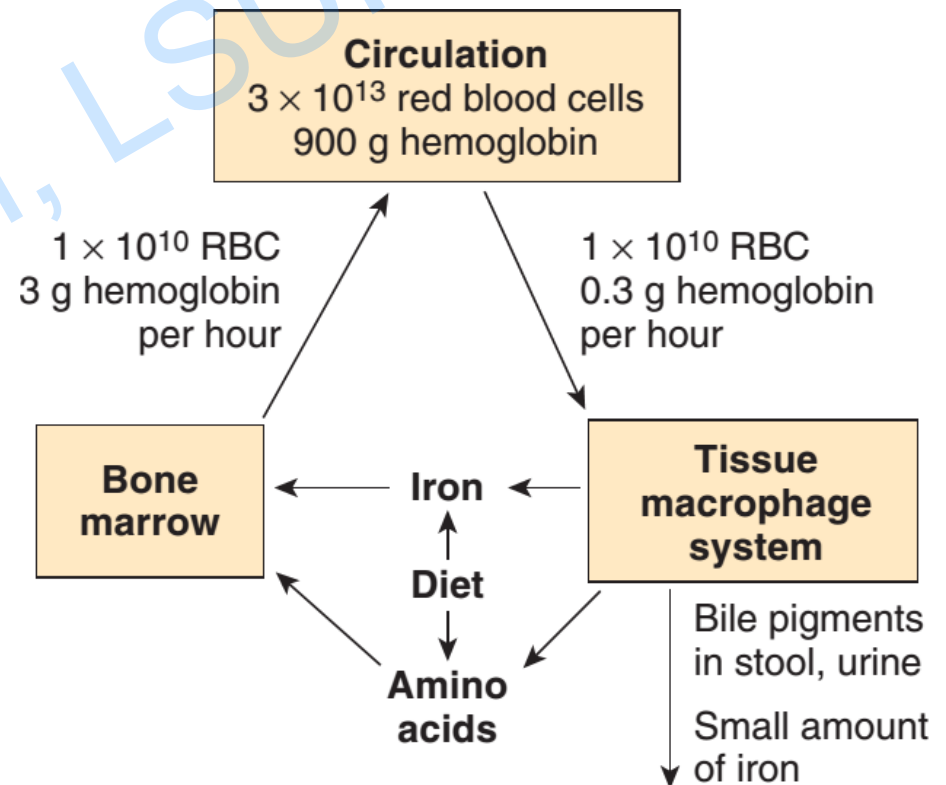 Circulation
3 × 10¹³ red blood cells
900 g hemoglobin
1 × 10¹⁰ RBC
3 g hemoglobin
per hour
1 × 10¹⁰ RBC
0.3 g hemoglobin
per hour
Bone
marrow
Iron
Diet
Amino
acids
Tissue
macrophage
system
Bile pigments
in stool, urine
Small amount
of iron